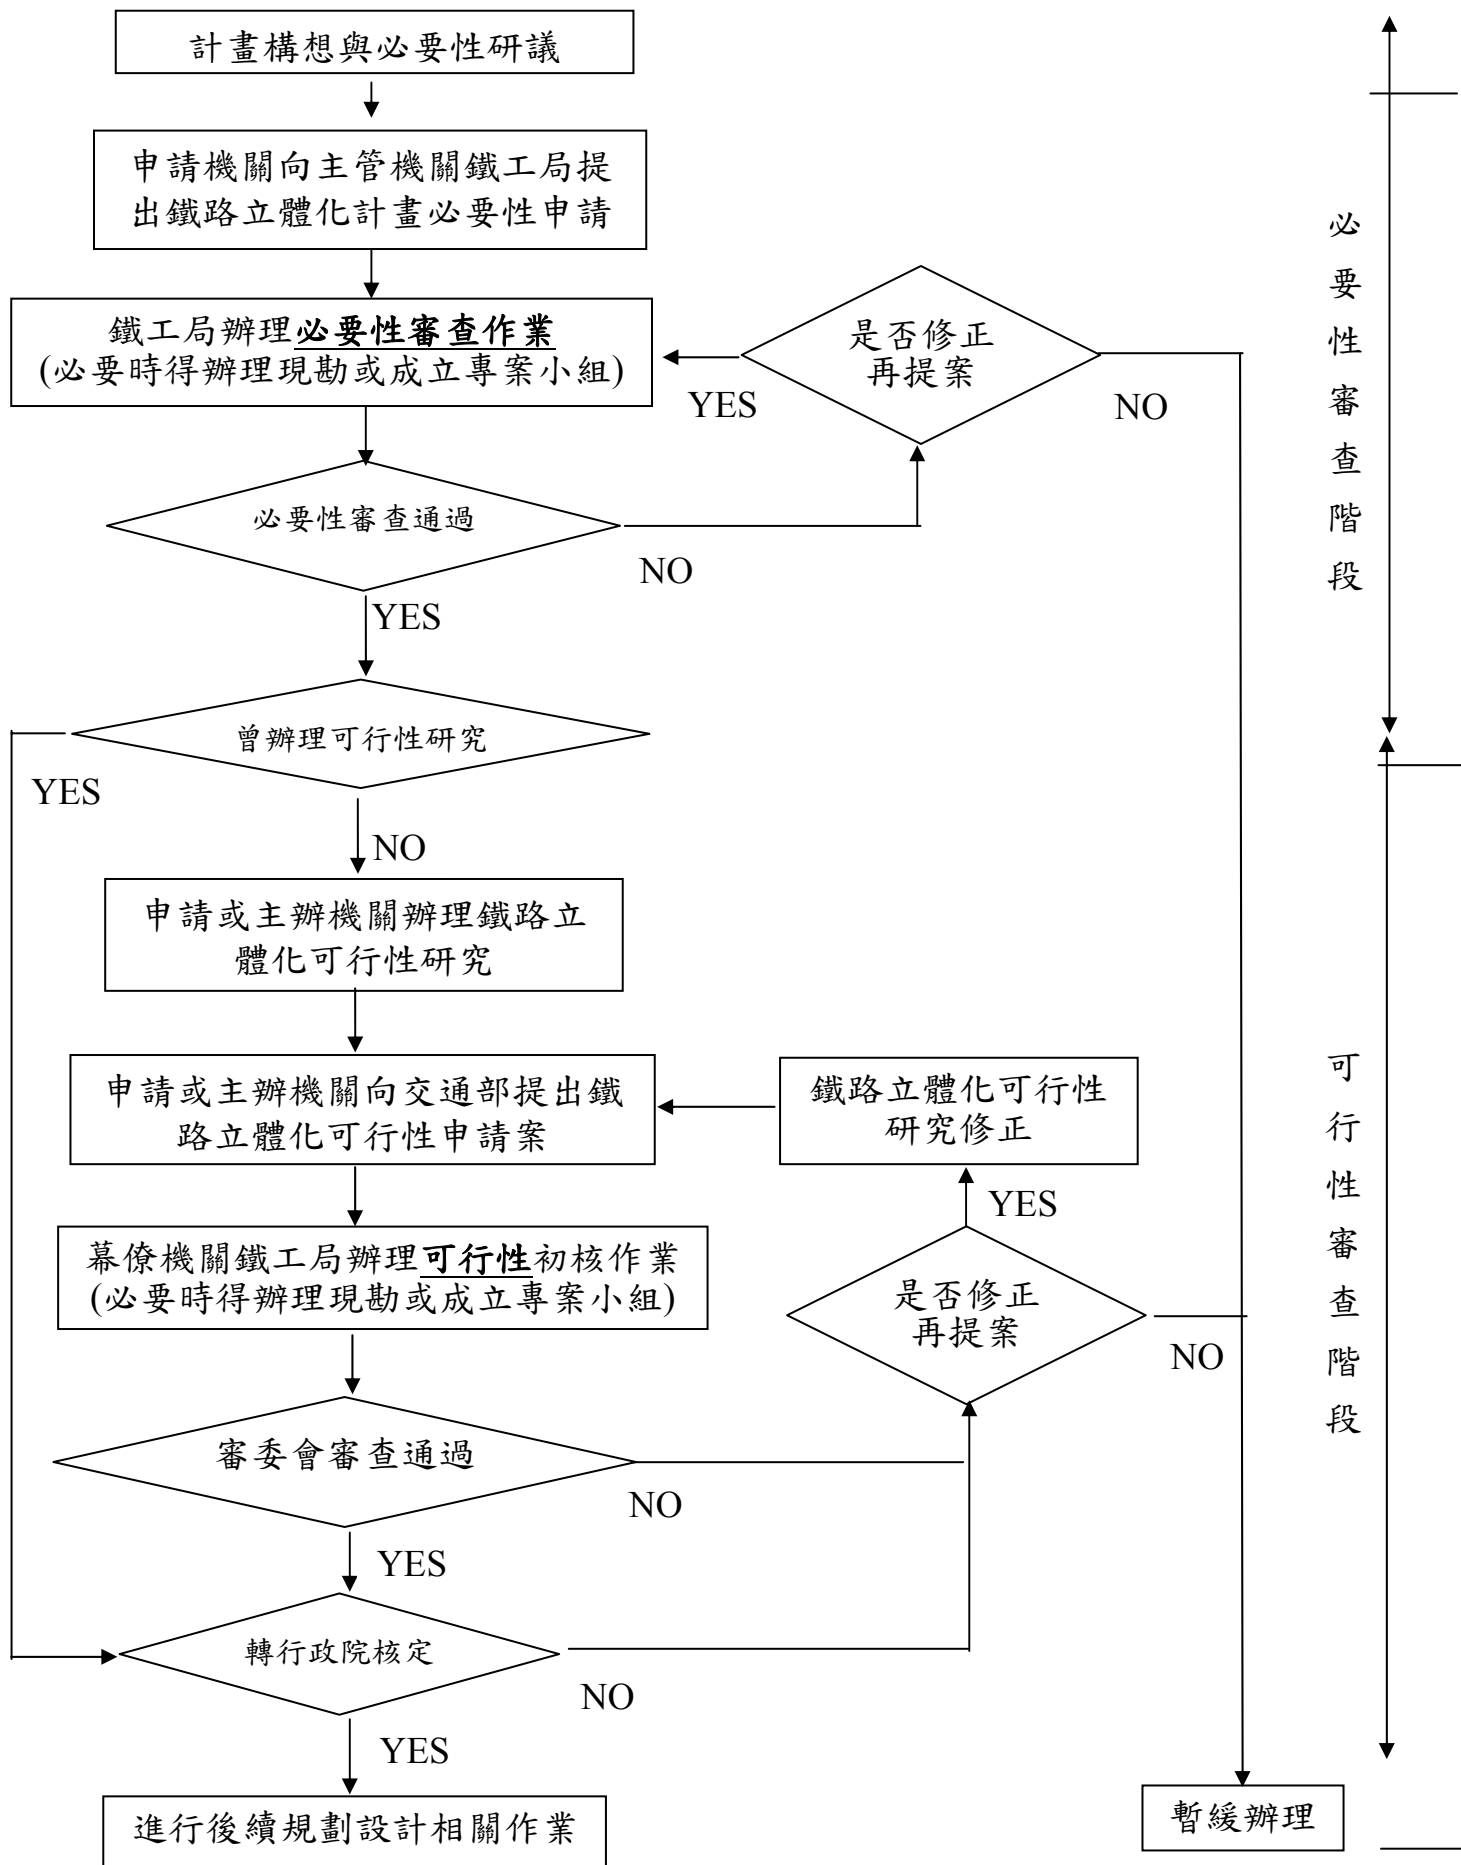 計畫構想與必要性研議
申請機關向主管機關鐵工局提
出鐵路立體化計畫必要性申請
鐵工局辦理必要性審查作業
(必要時得辦理現勘或成立專案小組)
是否修正
再提案
YES
NO
必要性審查通過
NO
YES
曾辦理可行性研究
YES
NO
申請或主辦機關辦理鐵路立
體化可行性研究
申請或主辦機關向交通部提出鐵
路立體化可行性申請案
鐵路立體化可行性
研究修正
YES
幕僚機關鐵工局辦理可行性初核作業
(必要時得辦理現勘或成立專案小組)
是否修正
再提案
NO
審委會審查通過
NO
YES
轉行政院核定
NO
YES
進行後續規劃設計相關作業
暫緩辦理
必要性審查階段
可行性審查階段